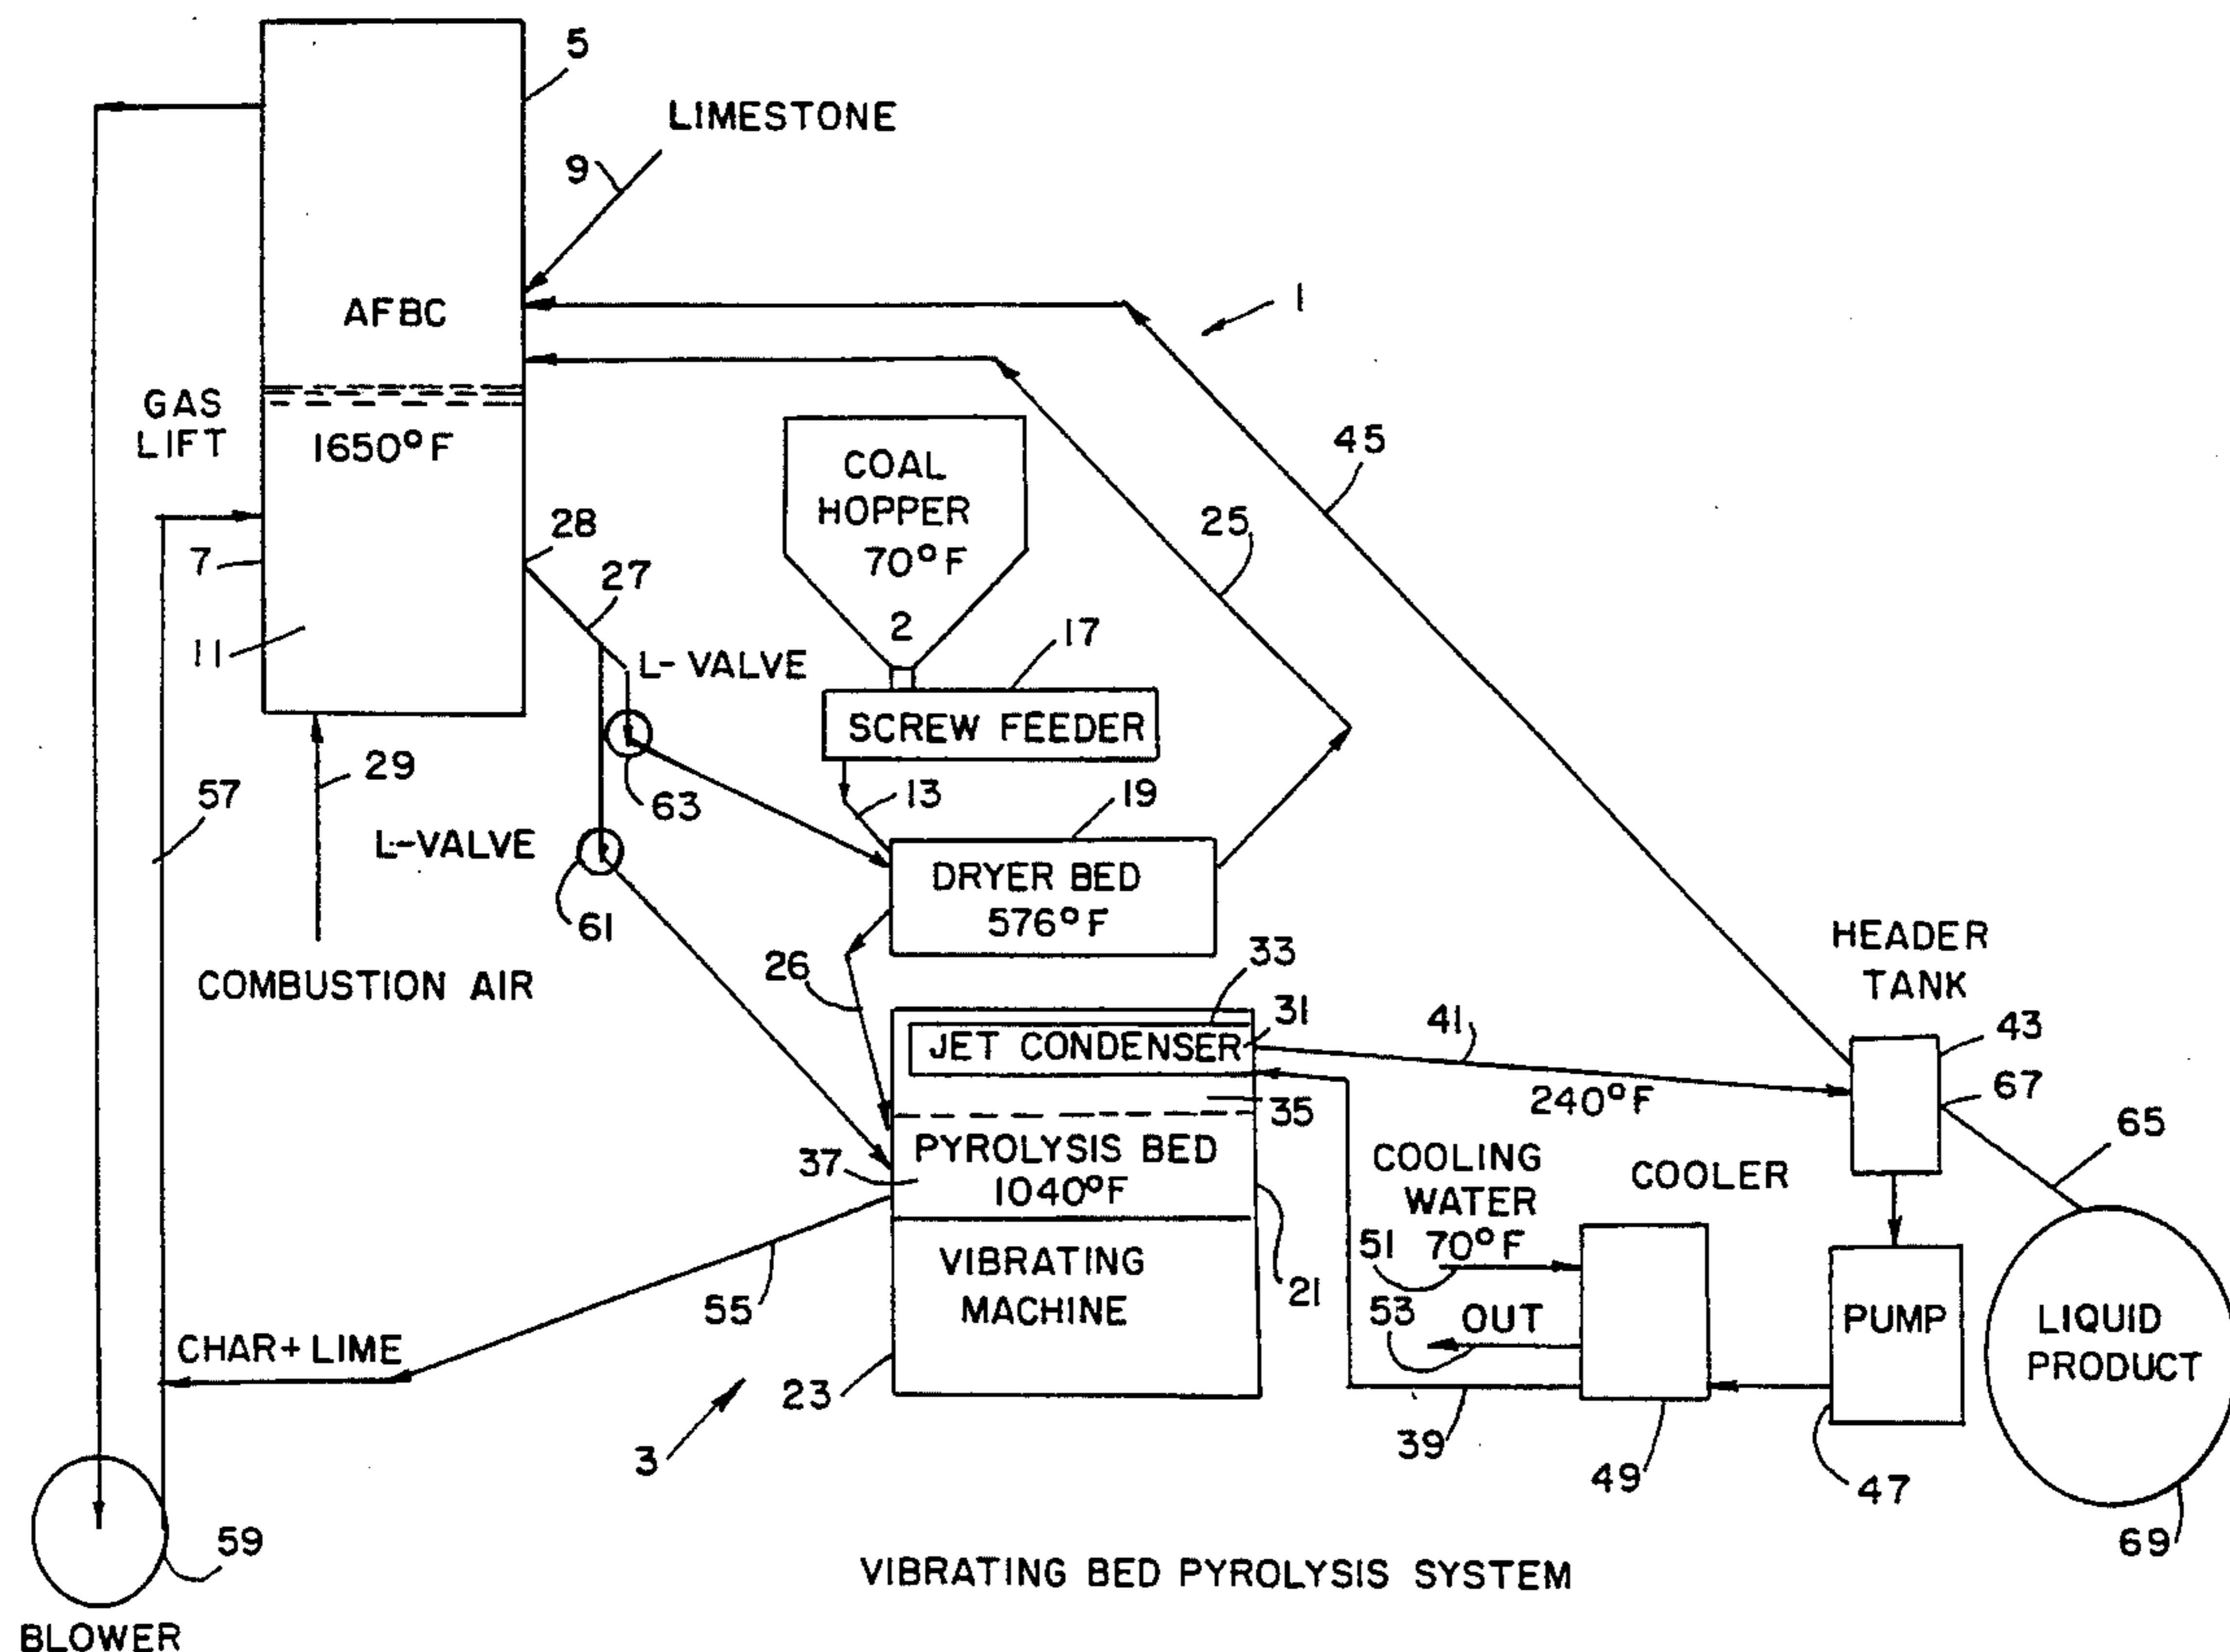 5
LIMESTONE
9
AFBC
1
GAS
LIFT
1650°F
45
COAL
HOPPER
70°F
2
25
7
28
27
11
L-VALVE
17
SCREW FEEDER
29
63
13
19
57
L-VALVE
61
DRYER BED
576°F
COMBUSTION AIR
26
33
31
HEADER
TANK
JET CONDENSER
41
43
240°F
67
35
65
37
PYROLYSIS BED
1040°F
COOLING
WATER
70°F
COOLER
51
VIBRATING
MACHINE
21
55
53
OUT
PUMP
LIQUID
PRODUCT
CHAR+LIME
23
3
39
49
47
69
59
BLOWER
VIBRATING BED PYROLYSIS SYSTEM